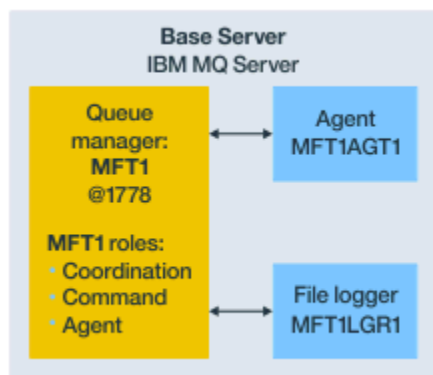 Base Server
IBM MQ Server
Queue
manager:
MFT1
@1778
MFT1 roles:
• Coordination
• Command
• Agent
Agent
MFT1AGT1
File logger
MFT1LGR1